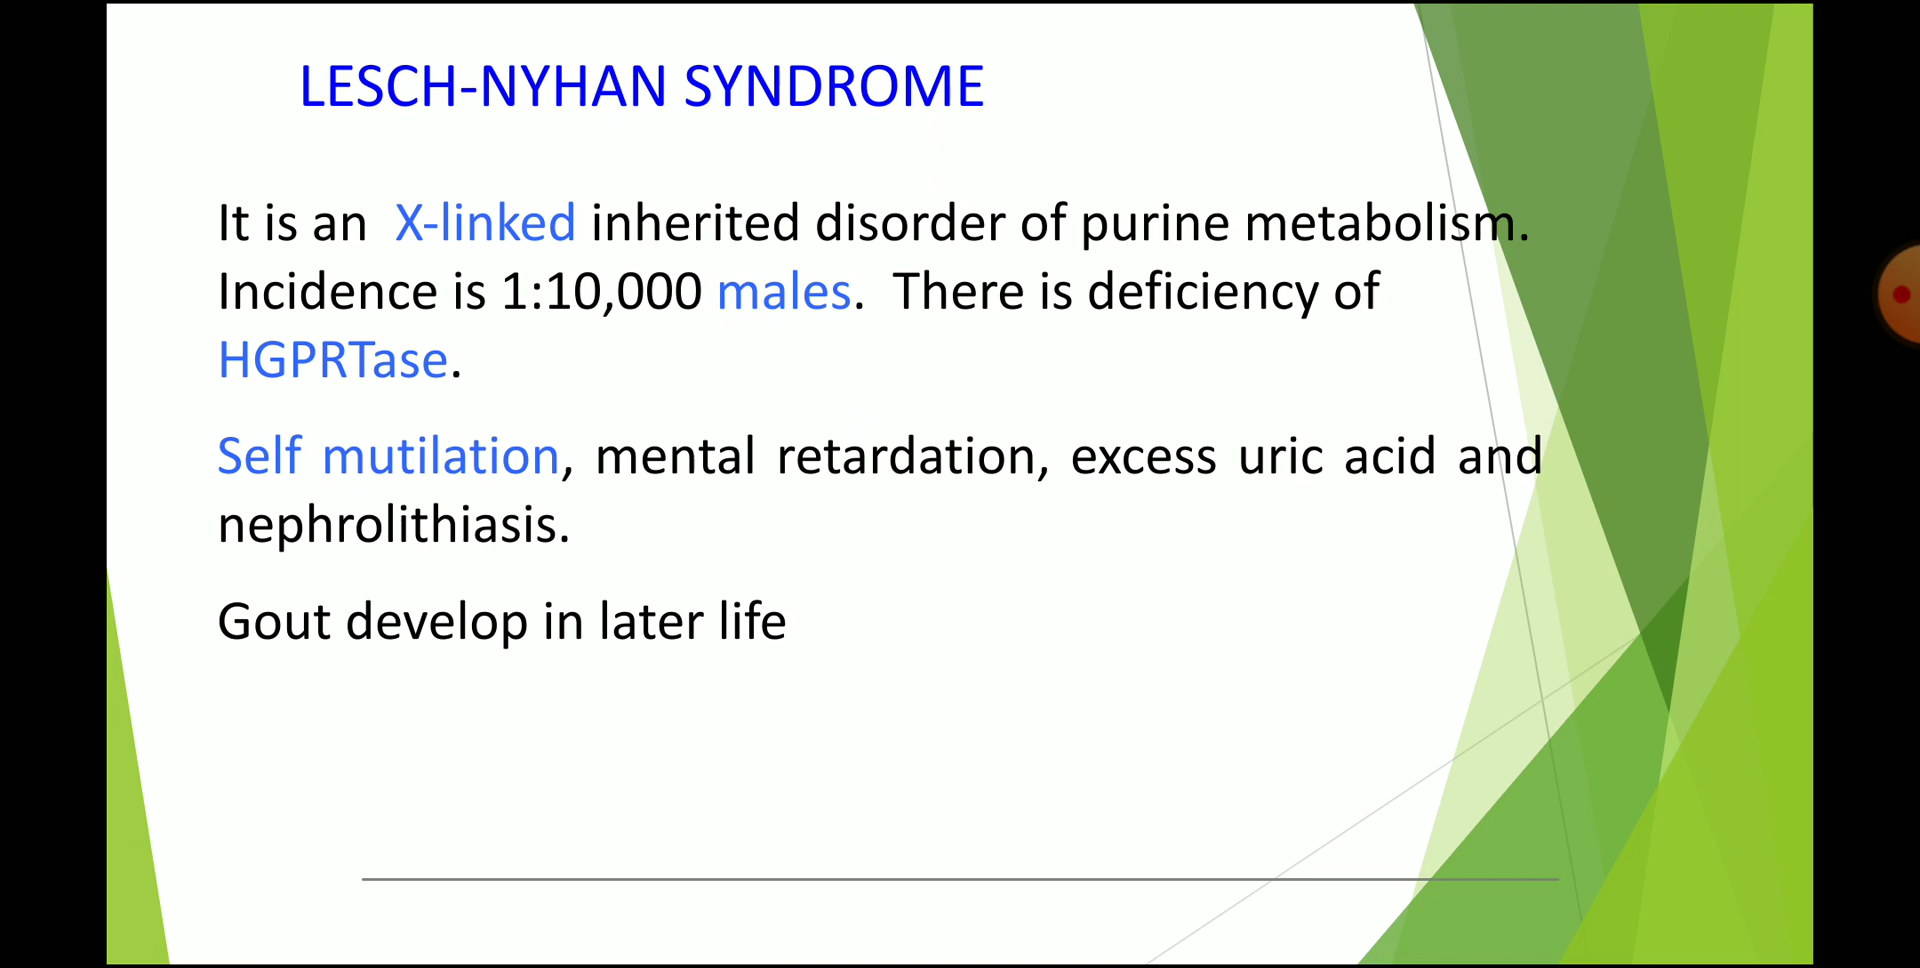 LESCH-NYHAN SYNDROME
It is an X-linked inherited disorder of purine metabolism.
Incidence is 1:10,000 males. There is deficiency of
HGPRTase.
Self mutilation, mental retardation, excess uric acid and
nephrolithiasis.
Gout develop in later life